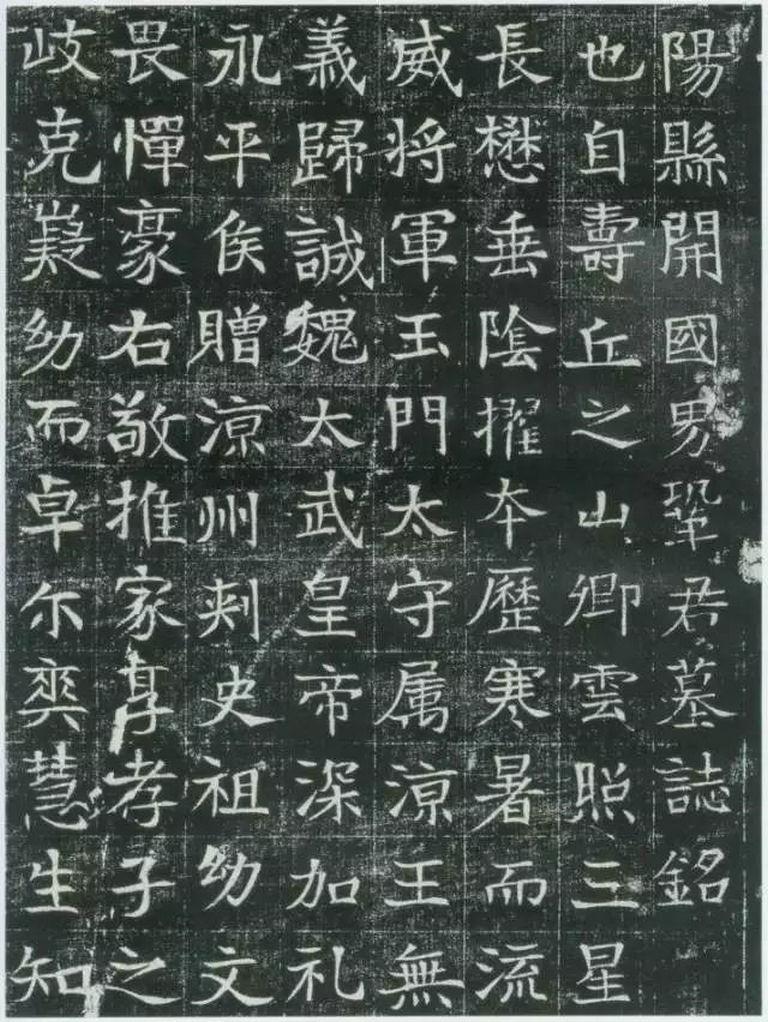 陽縣開國男鞏君墓誌銘
也自壽丘之山卿雲照三星
長懋垂陰擢本歷寒暑而流
威將軍玉門太守属涼王無
義歸誠魏太武皇帝深加礼
永平侯贈涼州刺史祖幼文
畏憚豪右敬推家享孝子之
岐克嶷幼而卓尒奕慧生知